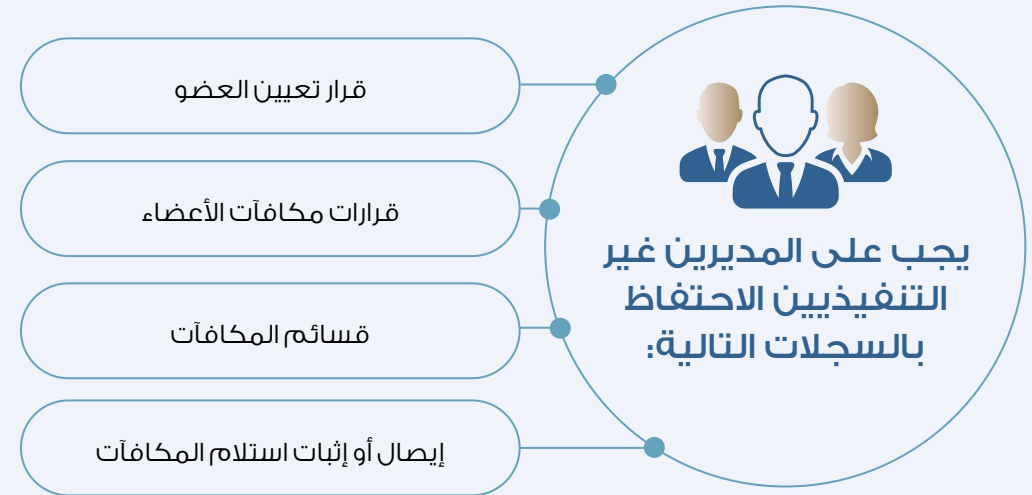 يجب على المديرين غير
التنفيذيين الاحتفاظ
بالسجلات التالية:
قرار تعيين العضو
قرارات مكافآت الأعضاء
قسائم المكافآت
إيصال أو إثبات استلام المكافآت